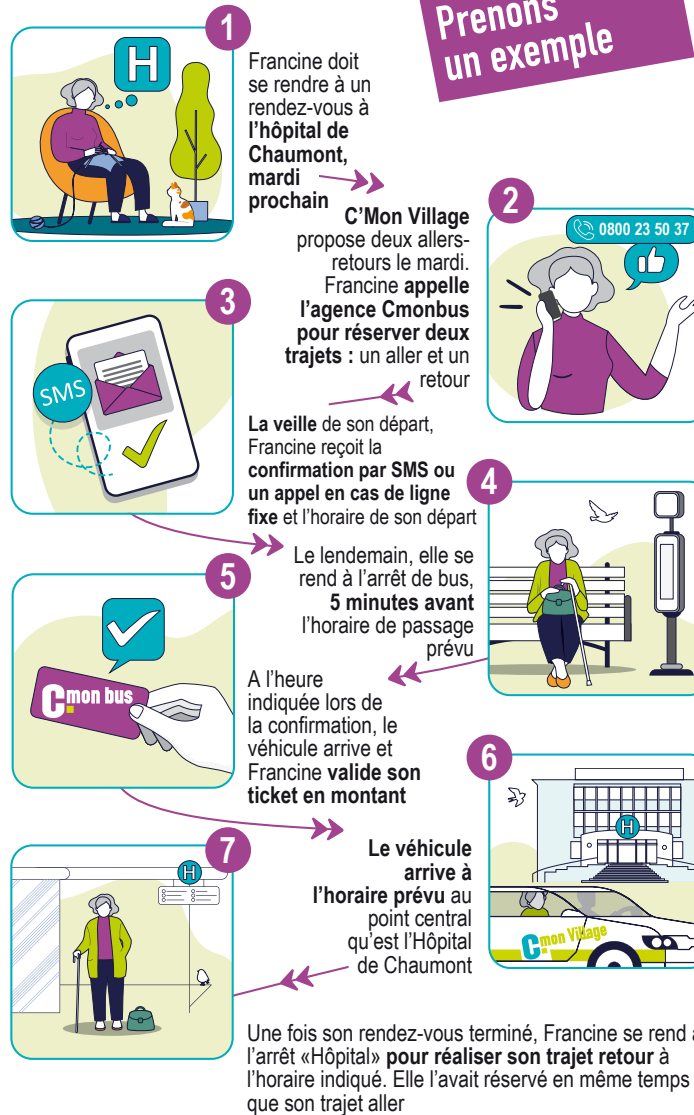 Prenons
un exemple
1
H
Francine doit
se rendre à un
rendez-vous à
l'hôpital de
Chaumont,
mardi
prochain
2
0800 23 50 37
C'Mon Village
propose deux allers-
retours le mardi.
Francine appelle
l'agence Cmonbus
pour réserver deux
trajets : un aller et un
retour
3
SMS
La veille de son départ,
Francine reçoit la
confirmation par SMS ou
un appel en cas de ligne
fixe et l'horaire de son départ
4
Le lendemain, elle se
rend à l'arrêt de bus,
5 minutes avant
l'horaire de passage
prévu
5
C mon bus
A l'heure
indiquée lors de
la confirmation, le
véhicule arrive et
Francine valide son
ticket en montant
6
H
C mon Village
Le véhicule
arrive à
l'horaire prévu au
point central
qu'est l'Hôpital
de Chaumont
7
H
Une fois son rendez-vous terminé, Francine se rend à
l'arrêt «Hôpital» pour réaliser son trajet retour à
l'horaire indiqué. Elle l'avait réservé en même temps
que son trajet aller